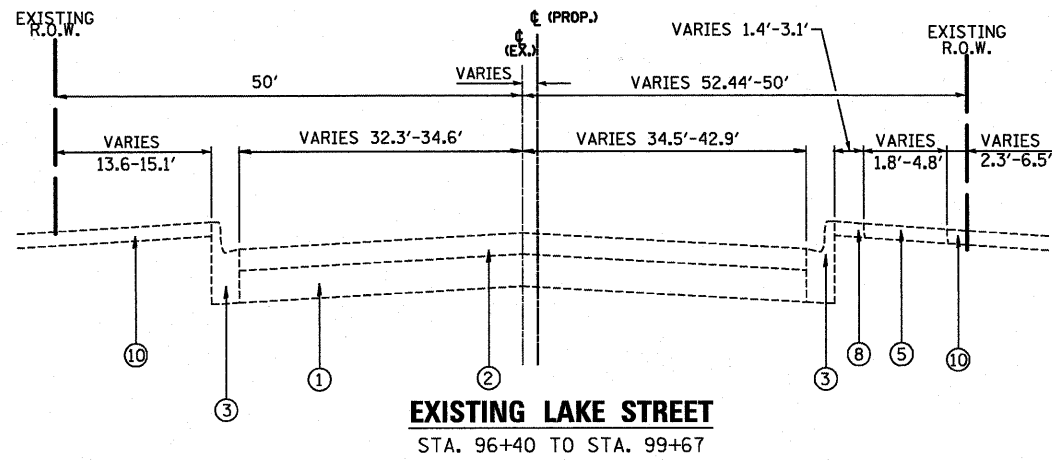 EXISTING
R.O.W.
℄ (PROP.)
℄
(EX.)
VARIES 1.4'-3.1'
EXISTING
R.O.W.
50'
VARIES
VARIES 52.44'-50'
VARIES
13.6-15.1'
VARIES 32.3'-34.6'
VARIES 34.5'-42.9'
VARIES
1.8'-4.8'
VARIES
2.3'-6.5'
10
3
1
2
3
8
5
10
EXISTING LAKE STREET
STA. 96+40 TO STA. 99+67